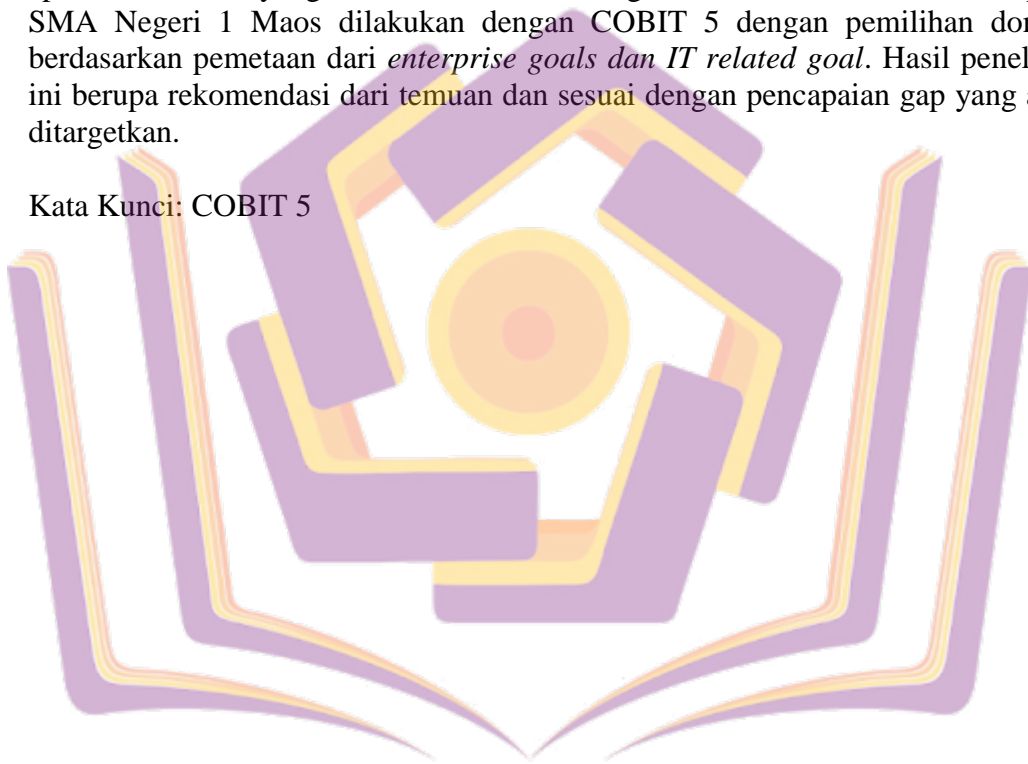 SMA Negeri 1 Maos dilakukan dengan COBIT 5 dengan pemilihan
berdasarkan pemetaan dari enterprise goals dan IT related goal. Hasil
ini berupa rekomendasi dari temuan dan sesuai dengan pencapaian gap yang
ditargetkan.
Kata Kunci: COBIT 5